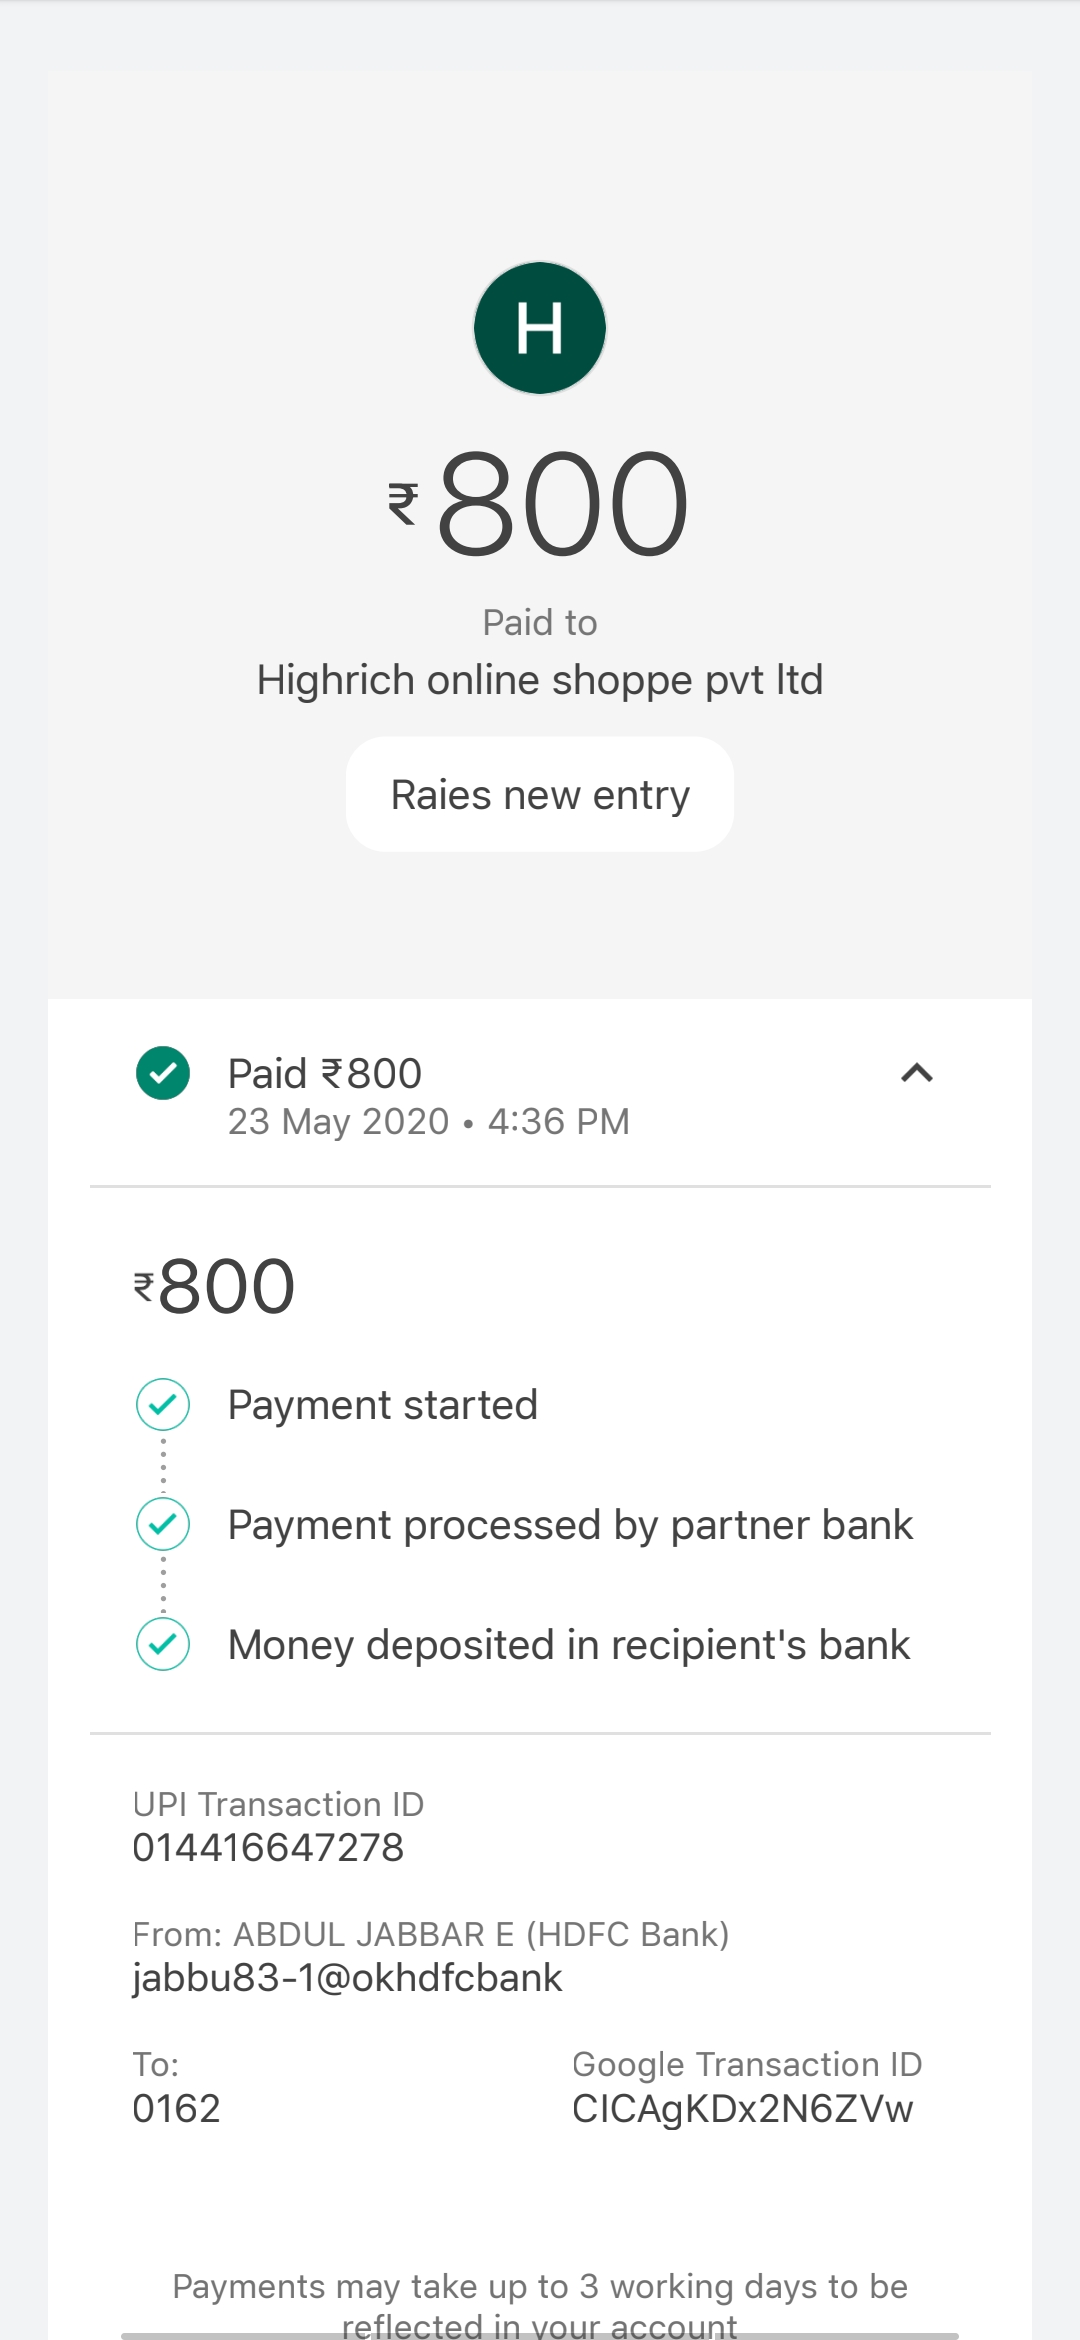 H
₹800
Paid to
Highrich online shoppe pvt ltd
Raies new entry
Paid ₹800
23 May 2020 • 4:36 PM
₹800
Payment started
Payment processed by partner bank
Money deposited in recipient's bank
UPI Transaction ID
014416647278
From: ABDUL JABBAR E (HDFC Bank)
jabbu83-1@okhdfcbank
To:
0162
Google Transaction ID
CICAgKDx2N6ZVw
Payments may take up to 3 working days to be
reflected in your account